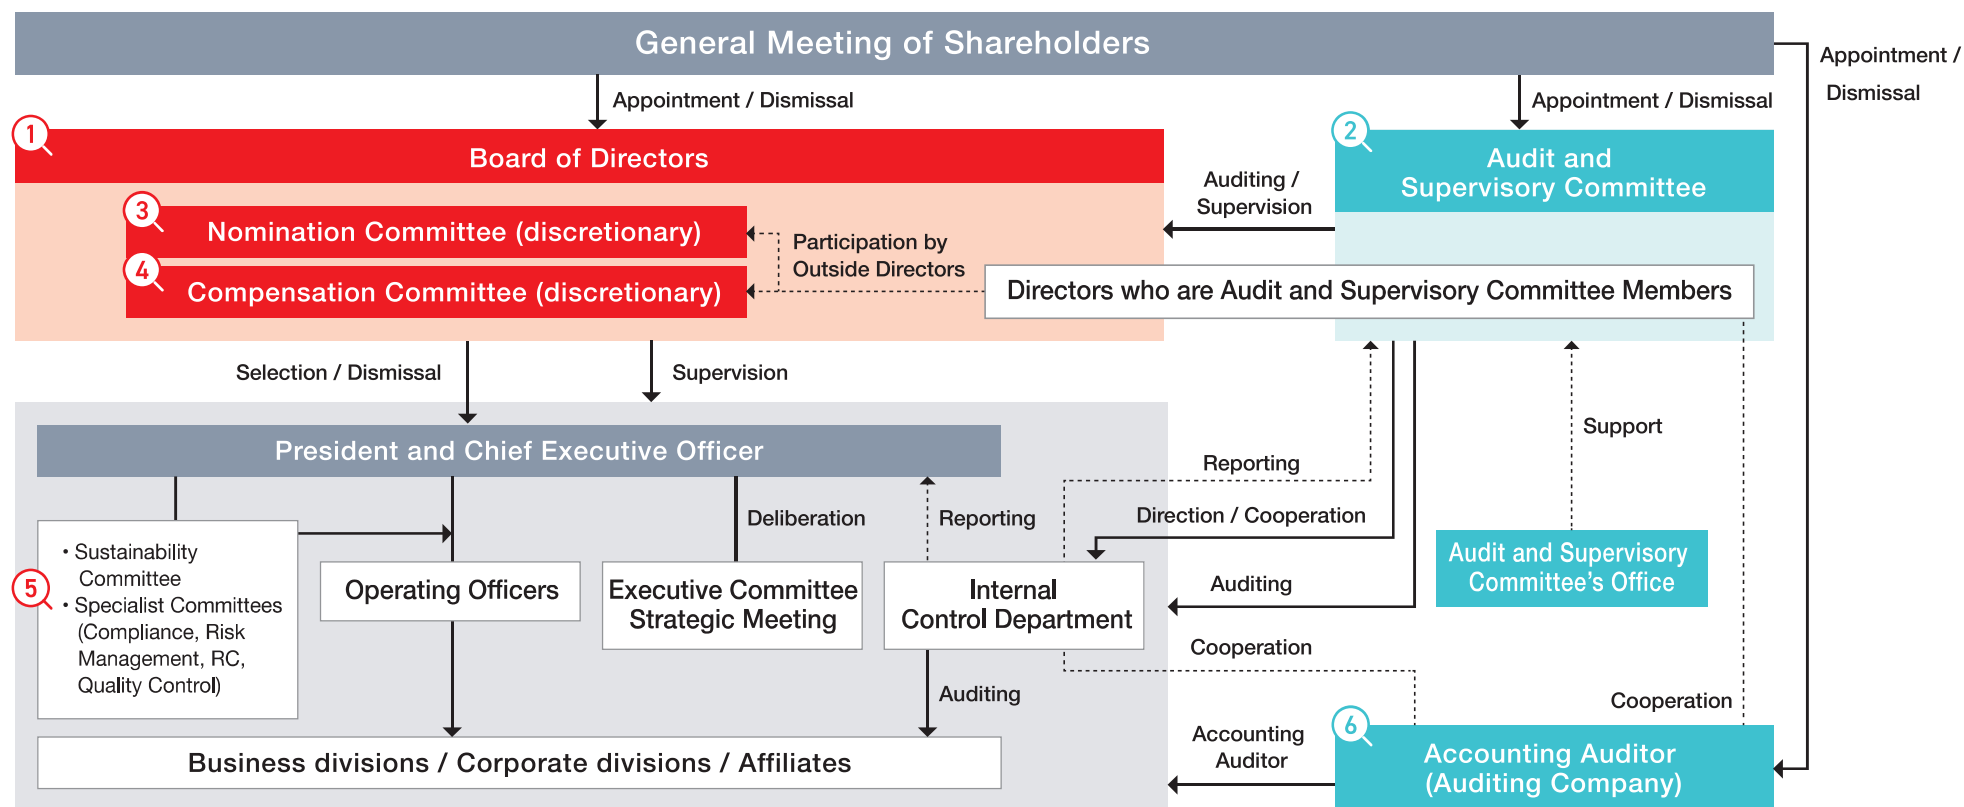 General Meeting of Shareholders
Appointment / Dismissal
Appointment / Dismissal
Appointment /
Dismissal
1
Board of Directors
2
Audit and
Supervisory Committee
Auditing /
Supervision
3
Nomination Committee (discretionary)
4
Compensation Committee (discretionary)
Participation by
Outside Directors
Directors who are Audit and Supervisory Committee Members
Selection / Dismissal
Supervision
Support
President and Chief Executive Officer
Reporting
Deliberation
Reporting
Direction / Cooperation
5
• Sustainability
Committee
• Specialist Committees
(Compliance, Risk
Management, RC,
Quality Control)
Operating Officers
Executive Committee
Strategic Meeting
Internal
Control Department
Auditing
Audit and Supervisory
Committee's Office
Cooperation
Auditing
Cooperation
Accounting
Auditor
6
Accounting Auditor
(Auditing Company)
Business divisions / Corporate divisions / Affiliates